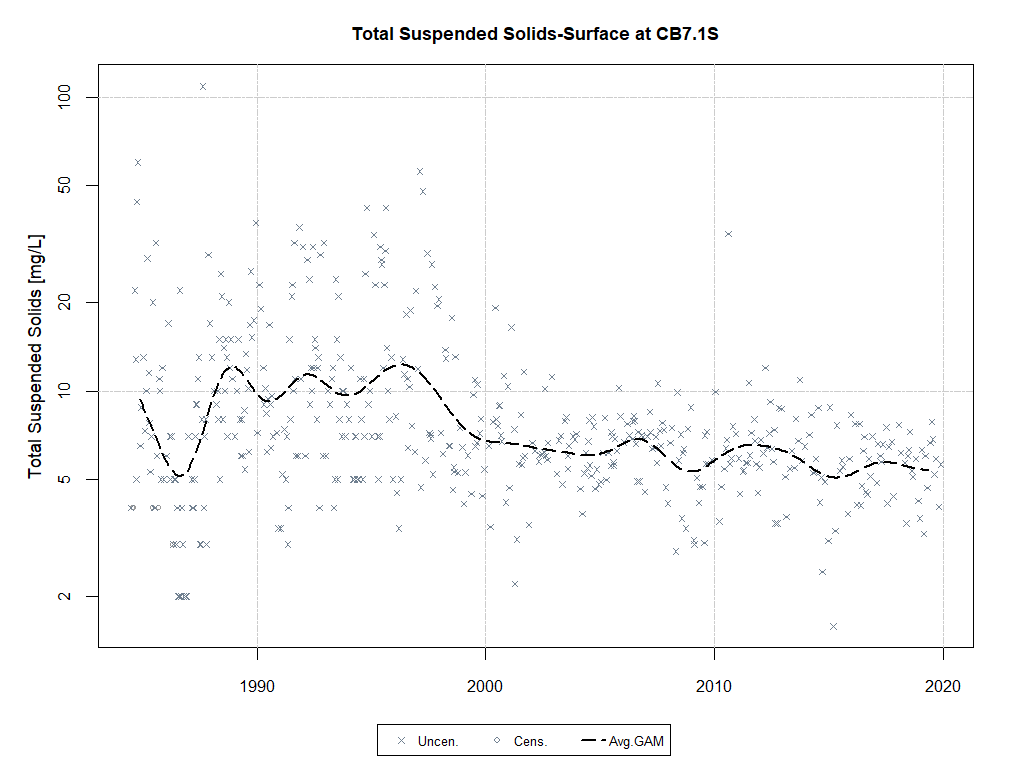 Total Suspended Solids-Surface at CB7.1S
Total Suspended Solids [mg/L]
100
50
20
10
5
2
1990
2000
2010
2020
Uncen.
Cens.
Avg.GAM